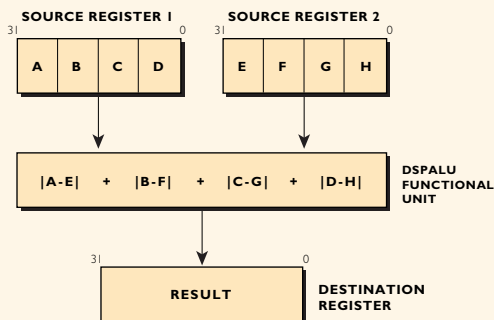 SOURCE REGISTER 1 SOURCE REGISTER 2
31 0 31 0
A B C D E F G H
|A-E| + |B-F| + |C-G| + |D-H|
DSPALU
FUNCTIONAL
UNIT
31 0
RESULT
DESTINATION
REGISTER